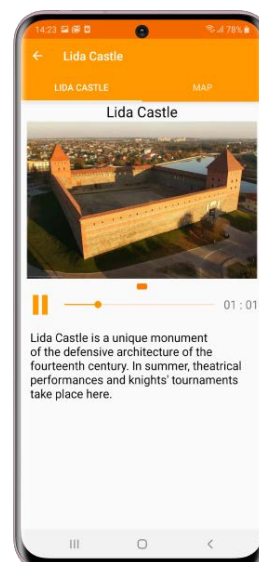 14:23 78%
Lida Castle
LIDA CASTLE MAP
Lida Castle
01 : 01
Lida Castle is a unique monument
of the defensive architecture of the
fourteenth century. In summer, theatrical
performances and knights' tournaments
take place here.